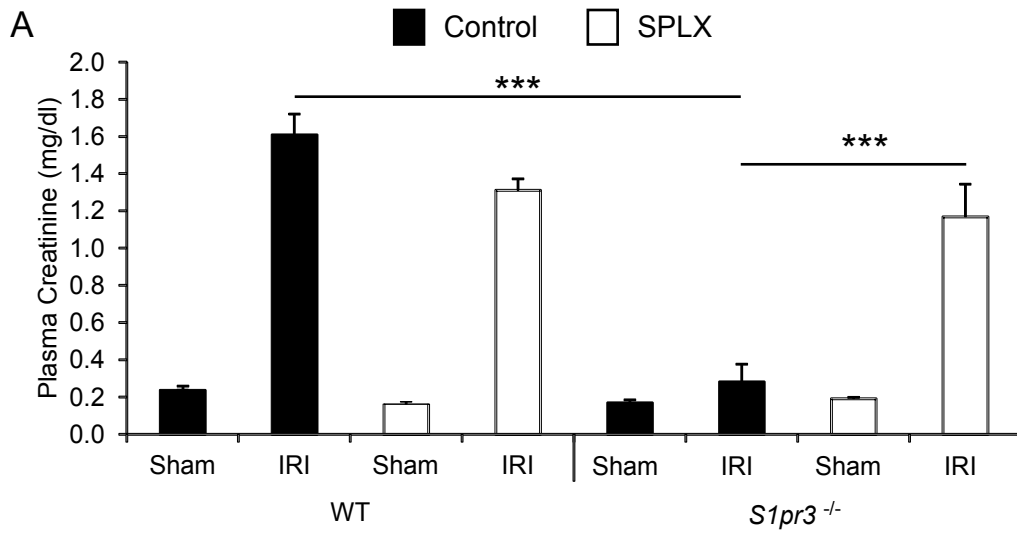 A
Control SPLX
Plasma Creatinine (mg/dl)
2.0
1.8
1.6
1.4
1.2
1.0
0.8
0.6
0.4
0.2
0.0
***
***
Sham IRI Sham IRI Sham IRI Sham IRI
WT S1pr3 -/-